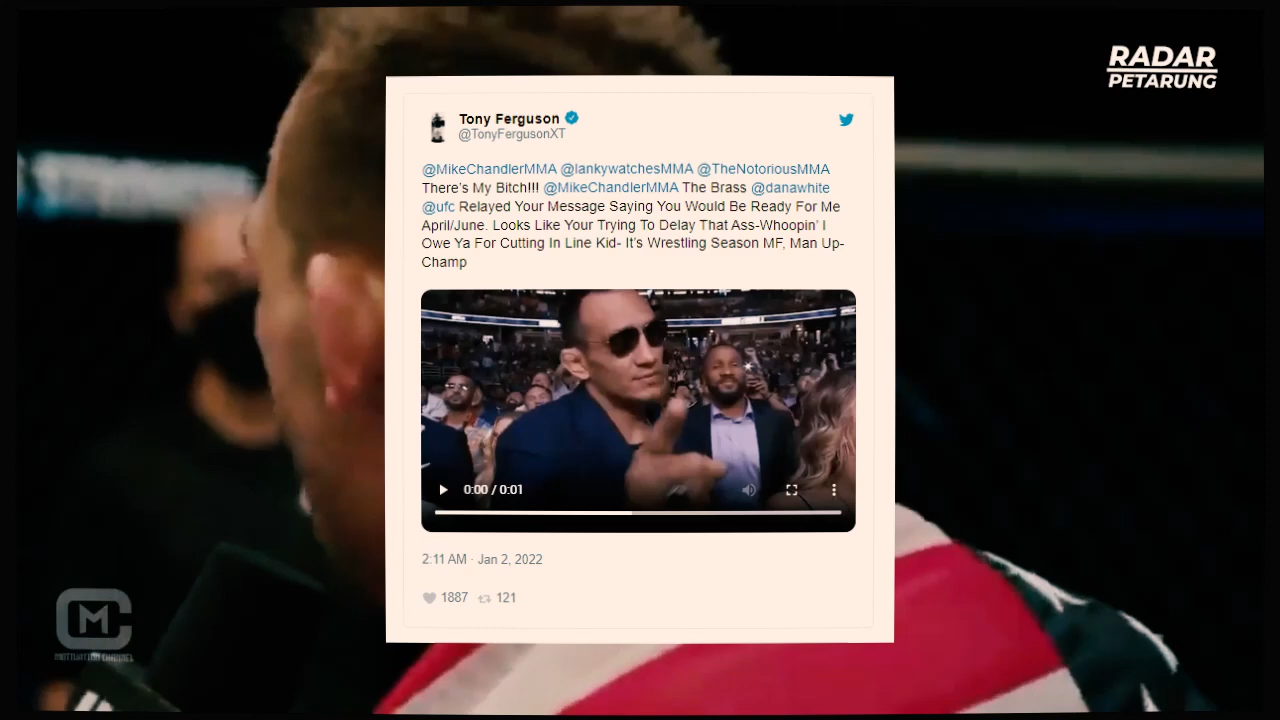 RADAR
PETARUNG
Tony Ferguson
@TonyFergusonXT
@MikeChandlerMMA @lankywatchesMMA @TheNotoriousMMA
There's My Bitch!!! @MikeChandlerMMA The Brass @danawhite
@ufc Relayed Your Message Saying You Would Be Ready For Me
April/June. Looks Like Your Trying To Delay That Ass-Whoopin' I
Owe Ya For Cutting In Line Kid- It's Wrestling Season MF, Man Up-
Champ
0:00 / 0:01
2:11 AM · Jan 2, 2022
1887 121
MC
MOTIVATION CHANNEL